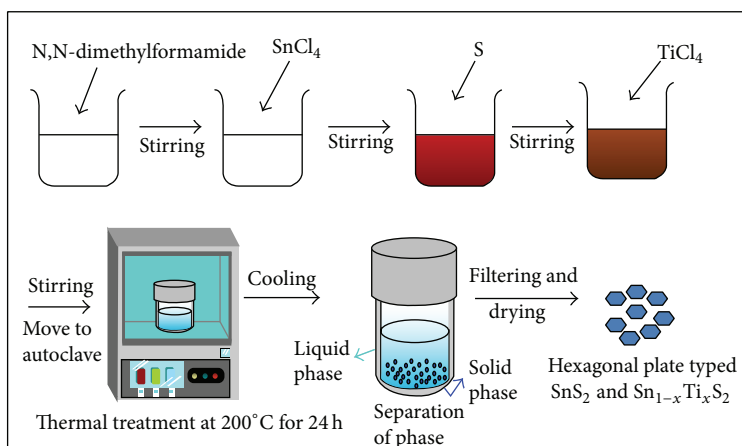 N,N-dimethylformamide
SnCl4
S
TiCl4
Stirring
Stirring
Stirring
Stirring
Move to
autoclave
Cooling
Filtering and
drying
Liquid
phase
Solid
phase
Separation
of phase
Hexagonal plate typed
SnS2 and Sn1−xTixS2
Thermal treatment at 200°C for 24 h